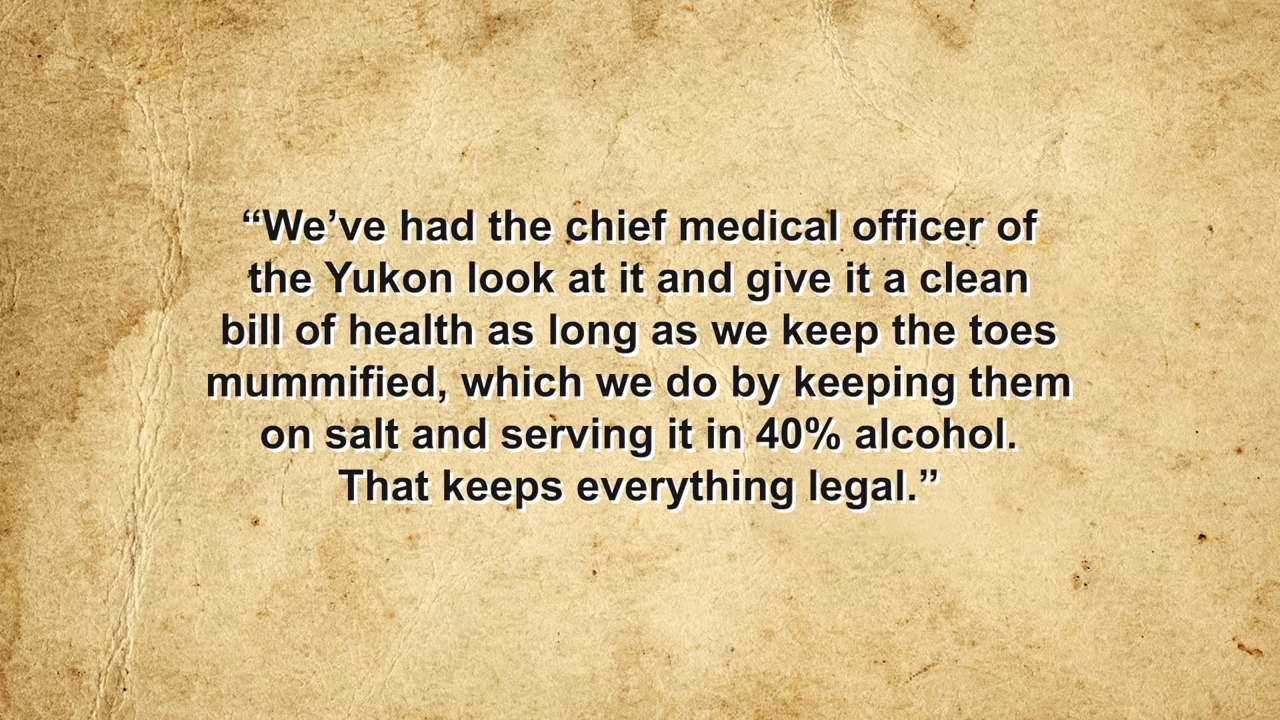 “We’ve had the chief medical officer of
the Yukon look at it and give it a clean
bill of health as long as we keep the toes
mummified, which we do by keeping them
on salt and serving it in 40% alcohol.
That keeps everything legal.”